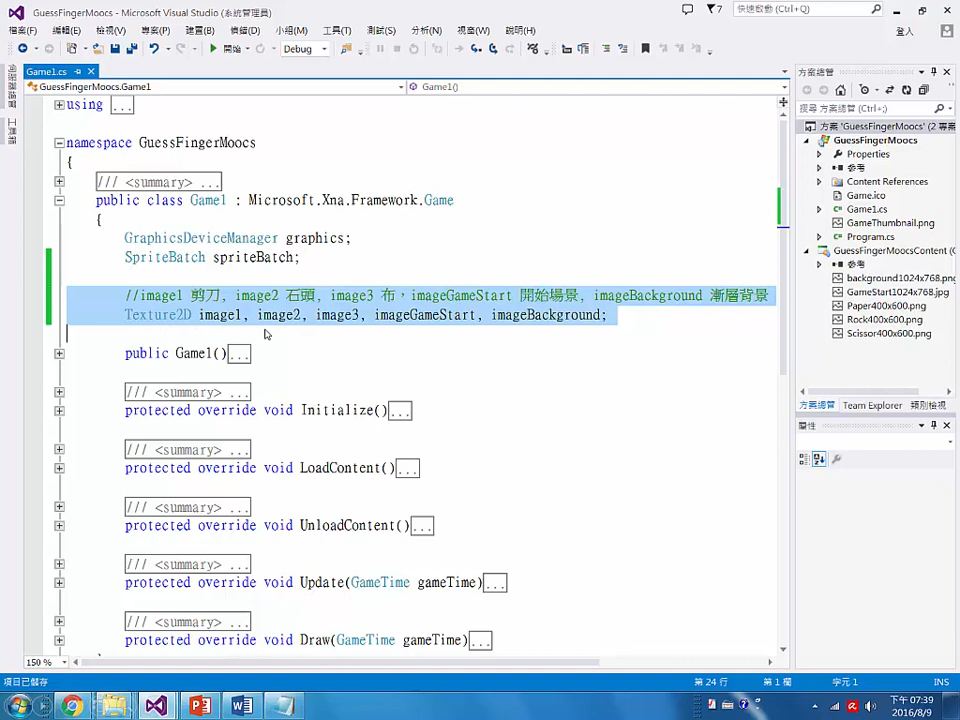 GuessFingerMoocs - Microsoft Visual Studio (系統管理員)
7
快速啟動 (Ctrl+Q)
檔案(F) 編輯(E) 檢視(V) 專案(P) 建置(B) 偵錯(D) 小組(M) 工具(T) 測試(S) 分析(N) 視窗(W) 說明(H)
登入
開始 Debug
Game1.cs
GuessFingerMoocs.Game1
Game1()
using ...
namespace GuessFingerMoocs
{
/// <summary> ...
public class Game1 : Microsoft.Xna.Framework.Game
{
GraphicsDeviceManager graphics;
SpriteBatch spriteBatch;
//image1 剪刀, image2 石頭, image3 布，imageGameStart 開始場景, imageBackground 漸層背景
Texture2D image1, image2, image3, imageGameStart, imageBackground;
public Game1()...
/// <summary> ...
protected override void Initialize()...
/// <summary> ...
protected override void LoadContent()...
/// <summary> ...
protected override void UnloadContent()...
/// <summary> ...
protected override void Update(GameTime gameTime)...
/// <summary> ...
protected override void Draw(GameTime gameTime)...
150 %
伺服器總管
工具箱
方案總管
搜尋 方案總管 (Ctrl+;)
方案 'GuessFingerMoocs' (2 專案
GuessFingerMoocs
Properties
參考
Content References
Game.ico
Game1.cs
GameThumbnail.png
Program.cs
GuessFingerMoocsContent (
參考
background1024x768.png
GameStart1024x768.jpg
Paper400x600.png
Rock400x600.png
Scissor400x600.png
方案總管 Team Explorer 類別檢視
屬性
項目已儲存
第 24 行 第 1 欄 字元 1 INS
下午 07:39
2016/8/9